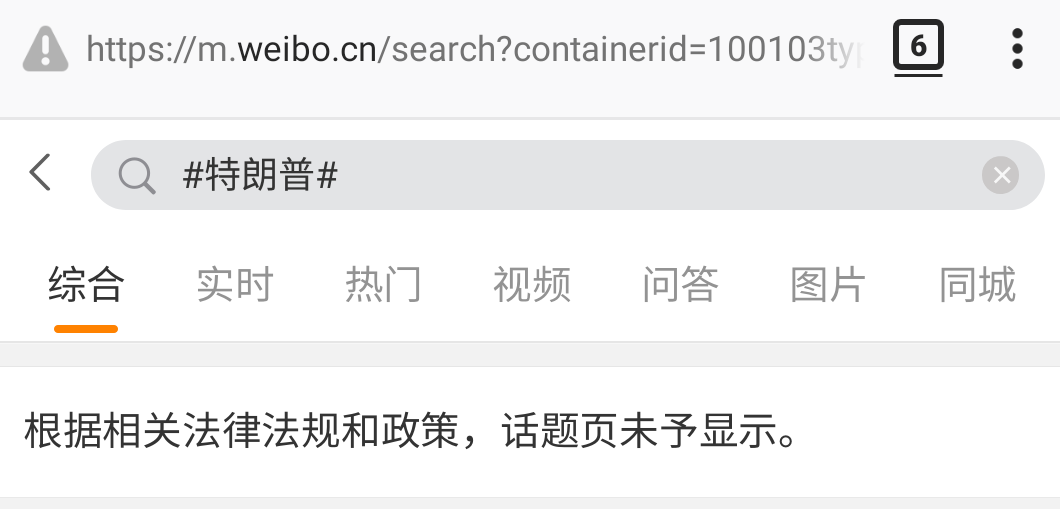 https://m.weibo.cn/search?containerid=100103typ
6
#特朗普#
综合 实时 热门 视频 问答 图片 同城
根据相关法律法规和政策，话题页未予显示。